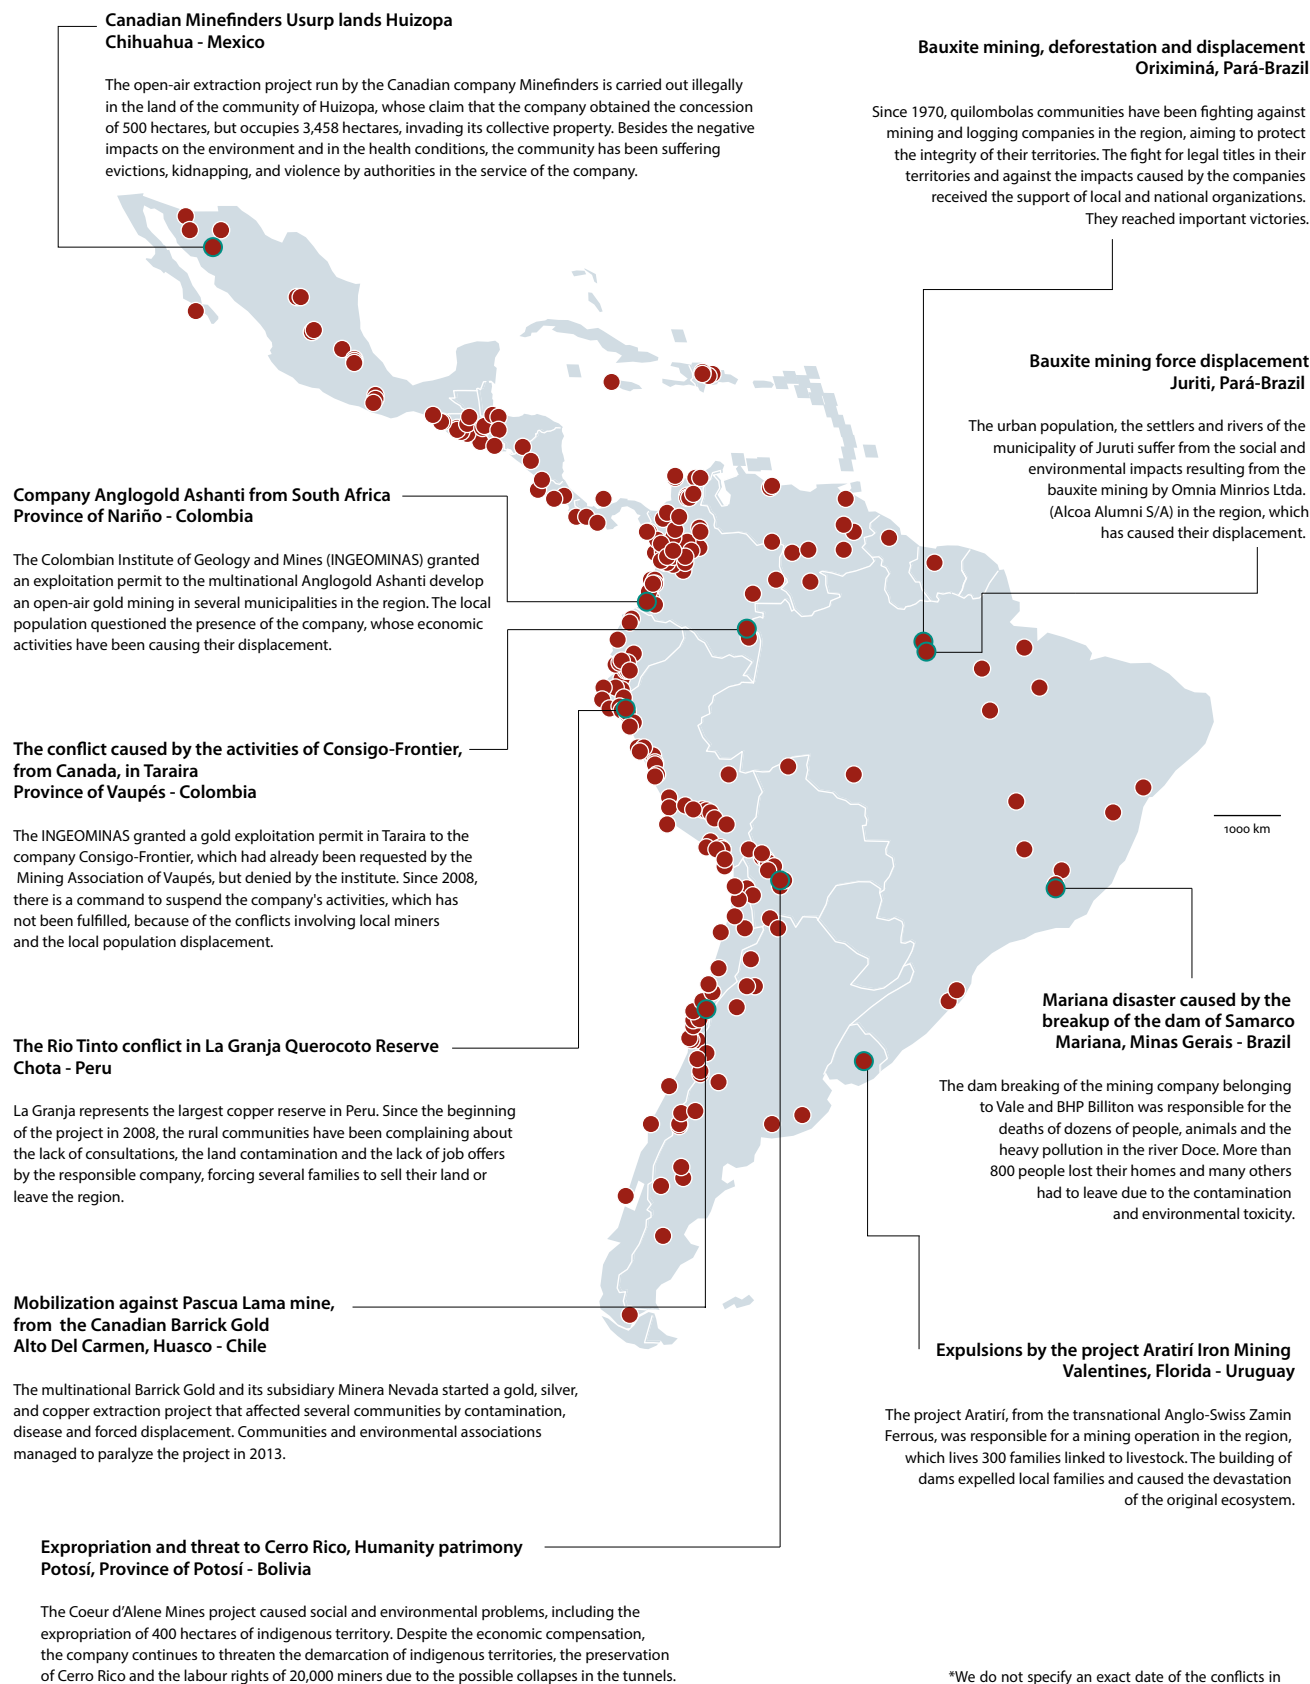 Canadian Minefinders Usurp lands Huizopa
Chihuahua - Mexico
The open-air extraction project run by the Canadian company Minefinders is carried out illegally
in the land of the community of Huizopa, whose claim that the company obtained the concession
of 500 hectares, but occupies 3,458 hectares, invading its collective property. Besides the negative
impacts on the environment and in the health conditions, the community has been suffering
evictions, kidnapping, and violence by authorities in the service of the company.
Bauxite mining, deforestation and displacement
Oriximiná, Pará-Brazil
Since 1970, quilombolas communities have been fighting against
mining and logging companies in the region, aiming to protect
the integrity of their territories. The fight for legal titles in their
territories and against the impacts caused by the companies
received the support of local and national organizations.
They reached important victories.
Bauxite mining force displacement
Juriti, Pará-Brazil
The urban population, the settlers and rivers of the
municipality of Juruti suffer from the social and
environmental impacts resulting from the
bauxite mining by Omnia Minrios Ltda.
(Alcoa Alumni S/A) in the region, which
has caused their displacement.
Company Anglogold Ashanti from South Africa
Province of Nariño - Colombia
The Colombian Institute of Geology and Mines (INGEOMINAS) granted
an exploitation permit to the multinational Anglogold Ashanti develop
an open-air gold mining in several municipalities in the region. The local
population questioned the presence of the company, whose economic
activities have been causing their displacement.
The conflict caused by the activities of Consigo-Frontier,
from Canada, in Taraira
Province of Vaupés - Colombia
The INGEOMINAS granted a gold exploitation permit in Taraira to the
company Consigo-Frontier, which had already been requested by the
Mining Association of Vaupés, but denied by the institute. Since 2008,
there is a command to suspend the company's activities, which has
not been fulfilled, because of the conflicts involving local miners
and the local population displacement.
1000 km
The Rio Tinto conflict in La Granja Querocoto Reserve
Chota - Peru
La Granja represents the largest copper reserve in Peru. Since the beginning
of the project in 2008, the rural communities have been complaining about
the lack of consultations, the land contamination and the lack of job offers
by the responsible company, forcing several families to sell their land or
leave the region.
Mariana disaster caused by the
breakup of the dam of Samarco
Mariana, Minas Gerais - Brazil
The dam breaking of the mining company belonging
to Vale and BHP Billiton was responsible for the
deaths of dozens of people, animals and the
heavy pollution in the river Doce. More than
800 people lost their homes and many others
had to leave due to the contamination
and environmental toxicity.
Mobilization against Pascua Lama mine,
from the Canadian Barrick Gold
Alto Del Carmen, Huasco - Chile
The multinational Barrick Gold and its subsidiary Minera Nevada started a gold, silver,
and copper extraction project that affected several communities by contamination,
disease and forced displacement. Communities and environmental associations
managed to paralyze the project in 2013.
Expulsions by the project Aratirí Iron Mining
Valentines, Florida - Uruguay
The project Aratirí, from the transnational Anglo-Swiss Zamin
Ferrous, was responsible for a mining operation in the region,
which lives 300 families linked to livestock. The building of
dams expelled local families and caused the devastation
of the original ecosystem.
Expropriation and threat to Cerro Rico, Humanity patrimony
Potosí, Province of Potosí - Bolivia
The Coeur d'Alene Mines project caused social and environmental problems, including the
expropriation of 400 hectares of indigenous territory. Despite the economic compensation,
the company continues to threaten the demarcation of indigenous territories, the preservation
of Cerro Rico and the labour rights of 20,000 miners due to the possible collapses in the tunnels.
*We do not specify an exact date of the conflicts in